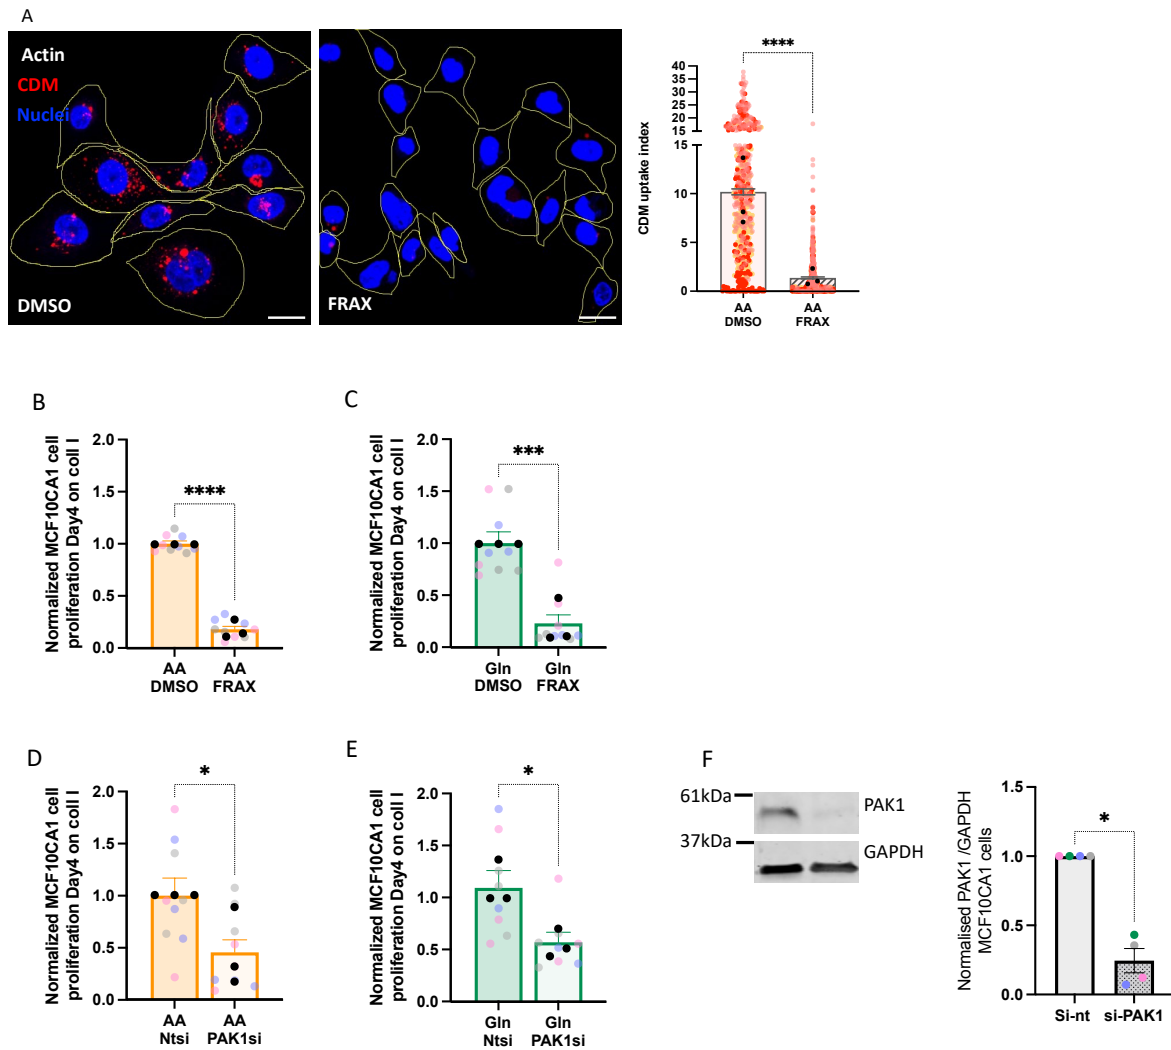 A
Actin
CDM
Nuclei
DMSO
FRAX
CDM uptake index
40
35
30
25
20
15
15
10
5
0
****
AA
DMSO
AA
FRAX
B
Normalized MCF10CA1 cell
proliferation Day4 on coll I
2.0
1.5
1.0
0.5
0.0
****
AA
DMSO
AA
FRAX
C
Normalized MCF10CA1 cell
proliferation Day4 on coll I
2.0
1.5
1.0
0.5
0.0
***
Gln
DMSO
Gln
FRAX
D
Normalized MCF10CA1 cell
proliferation Day4 on coll I
2.0
1.5
1.0
0.5
0.0
*
AA
Ntsi
AA
PAK1si
E
Normalized MCF10CA1 cell
proliferation Day4 on coll I
2.0
1.5
1.0
0.5
0.0
*
Gln
Ntsi
Gln
PAK1si
F
61kDa
PAK1
37kDa
GAPDH
Normalised PAK1 /GAPDH
MCF10CA1 cells
1.5
1.0
0.5
0.0
*
Si-nt
si-PAK1